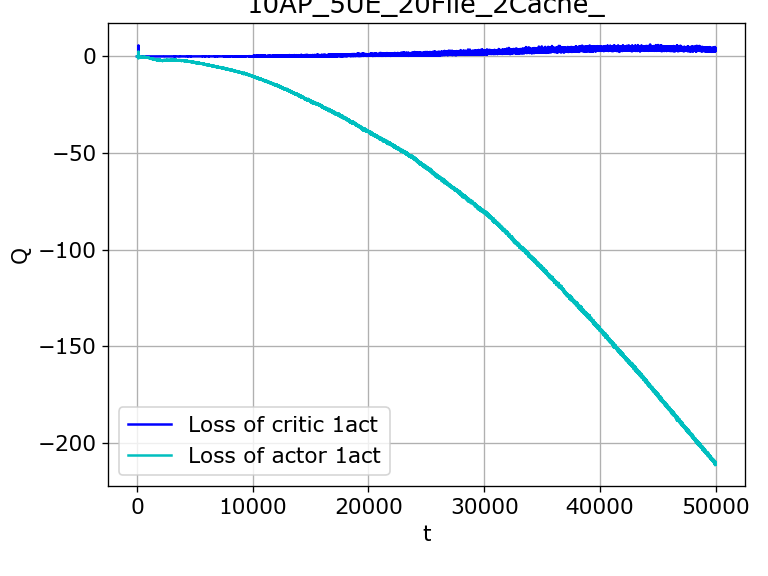 10AP_5UE_20File_2Cache_
0
−50
−100
−150
−200
Q
Loss of critic 1act
Loss of actor 1act
0 10000 20000 30000 40000 50000
t